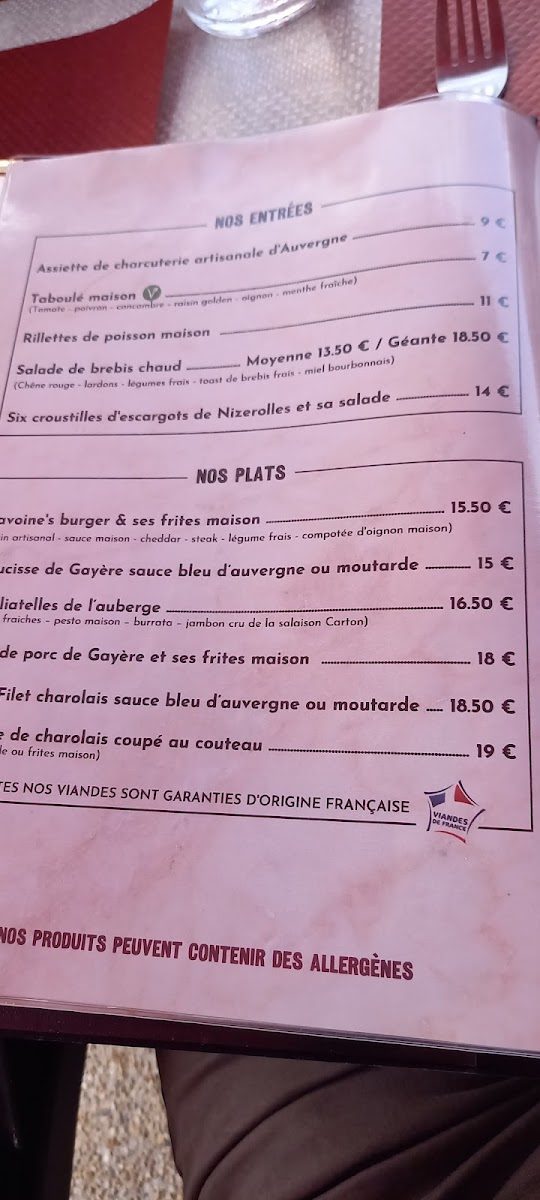 NOS ENTRÉES
Assiette de charcuterie artisanale d'Auvergne 9 €
Taboulé maison V 7 €
(Tomate - poivron - concombre - raisin golden - oignon - menthe fraîche)
Rillettes de poisson maison 11 €
Salade de brebis chaud Moyenne 13.50 € / Géante 18.50 €
(Chêne rouge - lardons - légumes frais - toast de brebis frais - miel bourbonnais)
Six croustilles d'escargots de Nizerolles et sa salade 14 €
NOS PLATS
avoine's burger & ses frites maison 15.50 €
in artisanal - sauce maison - cheddar - steak - légume frais - compotée d'oignon maison)
ucisse de Gayère sauce bleu d'auvergne ou moutarde 15 €
liatelles de l'auberge 16.50 €
fraiches - pesto maison - burrata - jambon cru de la salaison Carton)
de porc de Gayère et ses frites maison 18 €
Filet charolais sauce bleu d'auvergne ou moutarde 18.50 €
e de charolais coupé au couteau 19 €
de ou frites maison)
TES NOS VIANDES SONT GARANTIES D'ORIGINE FRANÇAISE
VIANDES
DE FRANCE
NOS PRODUITS PEUVENT CONTENIR DES ALLERGÈNES